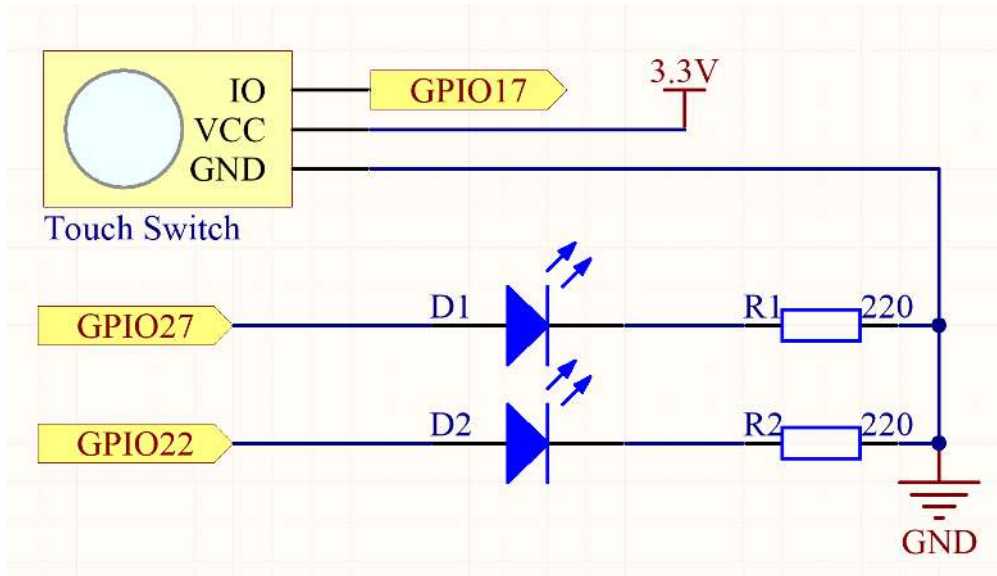 IO GPIO17 3.3V
VCC
GND
Touch Switch
GPIO27 D1 R1 220
GPIO22 D2 R2 220
GND